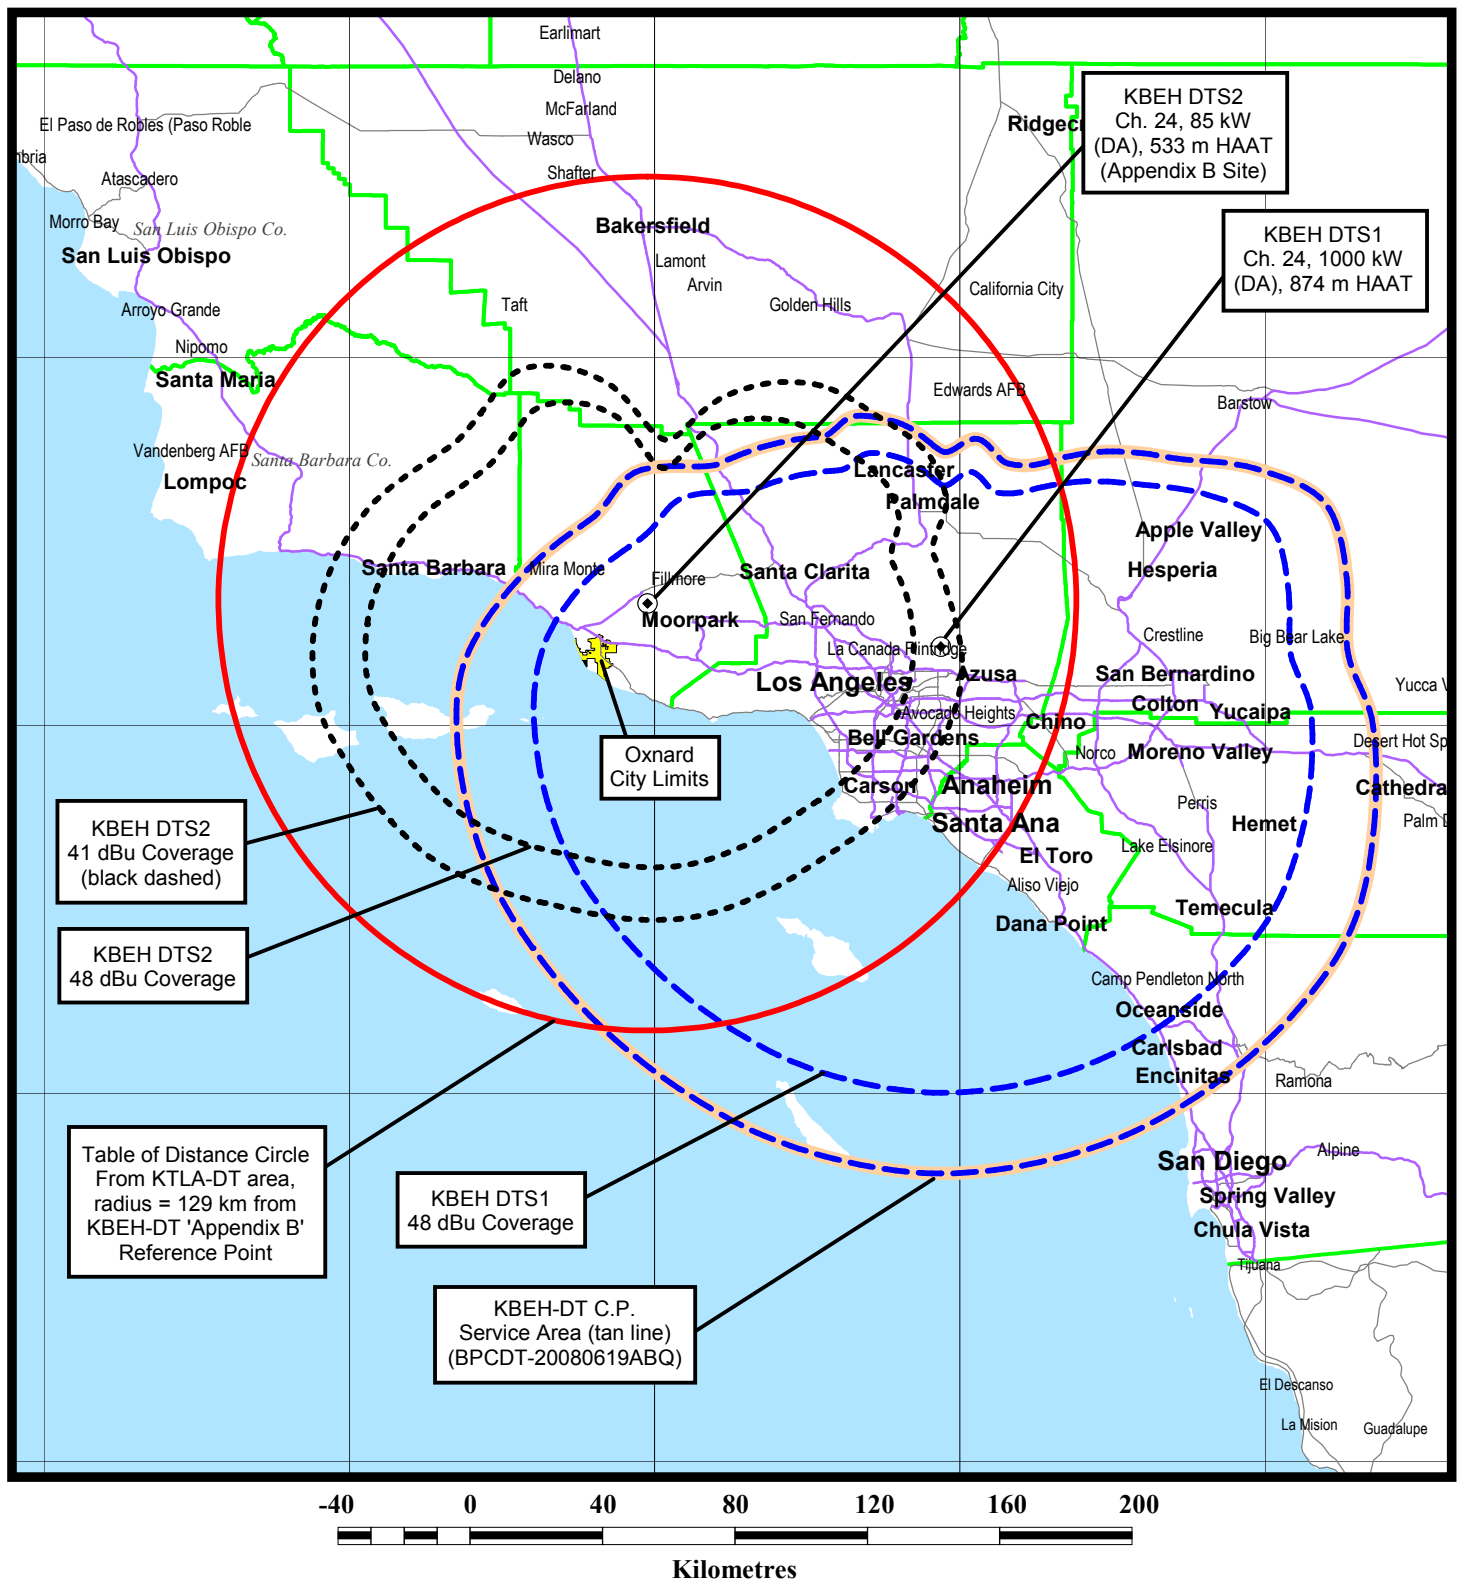 Earlimart
Delano
McFarland
Wasco
Shafter
El Paso de Robles (Paso Roble
Atascadero
Morro Bay
San Luis Obispo Co.
San Luis Obispo
Arroyo Grande
Nipomo
Santa Maria
Vandenberg AFB
Santa Barbara Co.
Lompoc
Bakersfield
Lamont
Arvin
Taft
Golden Hills
California City
Edwards AFB
Barstow
KBEH DTS2
Ch. 24, 85 kW
(DA), 533 m HAAT
(Appendix B Site)
KBEH DTS1
Ch. 24, 1000 kW
(DA), 874 m HAAT
Lancaster
Palmdale
Apple Valley
Hesperia
Santa Barbara
Mira Monte
Fillmore
Santa Clarita
Moorpark
San Fernando
La Canada Flintridge
Crestline
Big Bear Lake
Los Angeles
Azusa
San Bernardino
Colton
Yucaipa
Yucca V
Avocado Heights
Chino
Bell Gardens
Norco
Moreno Valley
Desert Hot Sp
Carson
Anaheim
Cathedra
Santa Ana
Perris
Hemet
El Toro
Lake Elsinore
Aliso Viejo
Dana Point
Temecula
Camp Pendleton North
Oceanside
Carlsbad
Encinitas
Ramona
San Diego
Alpine
Spring Valley
Chula Vista
Tijuana
El Descanso
La Mision
Guadalupe
Oxnard
City Limits
KBEH DTS2
41 dBu Coverage
(black dashed)
KBEH DTS2
48 dBu Coverage
Table of Distance Circle
From KTLA-DT area,
radius = 129 km from
KBEH-DT 'Appendix B'
Reference Point
KBEH DTS1
48 dBu Coverage
KBEH-DT C.P.
Service Area (tan line)
(BPCDT-20080619ABQ)
-40 0 40 80 120 160 200
Kilometres